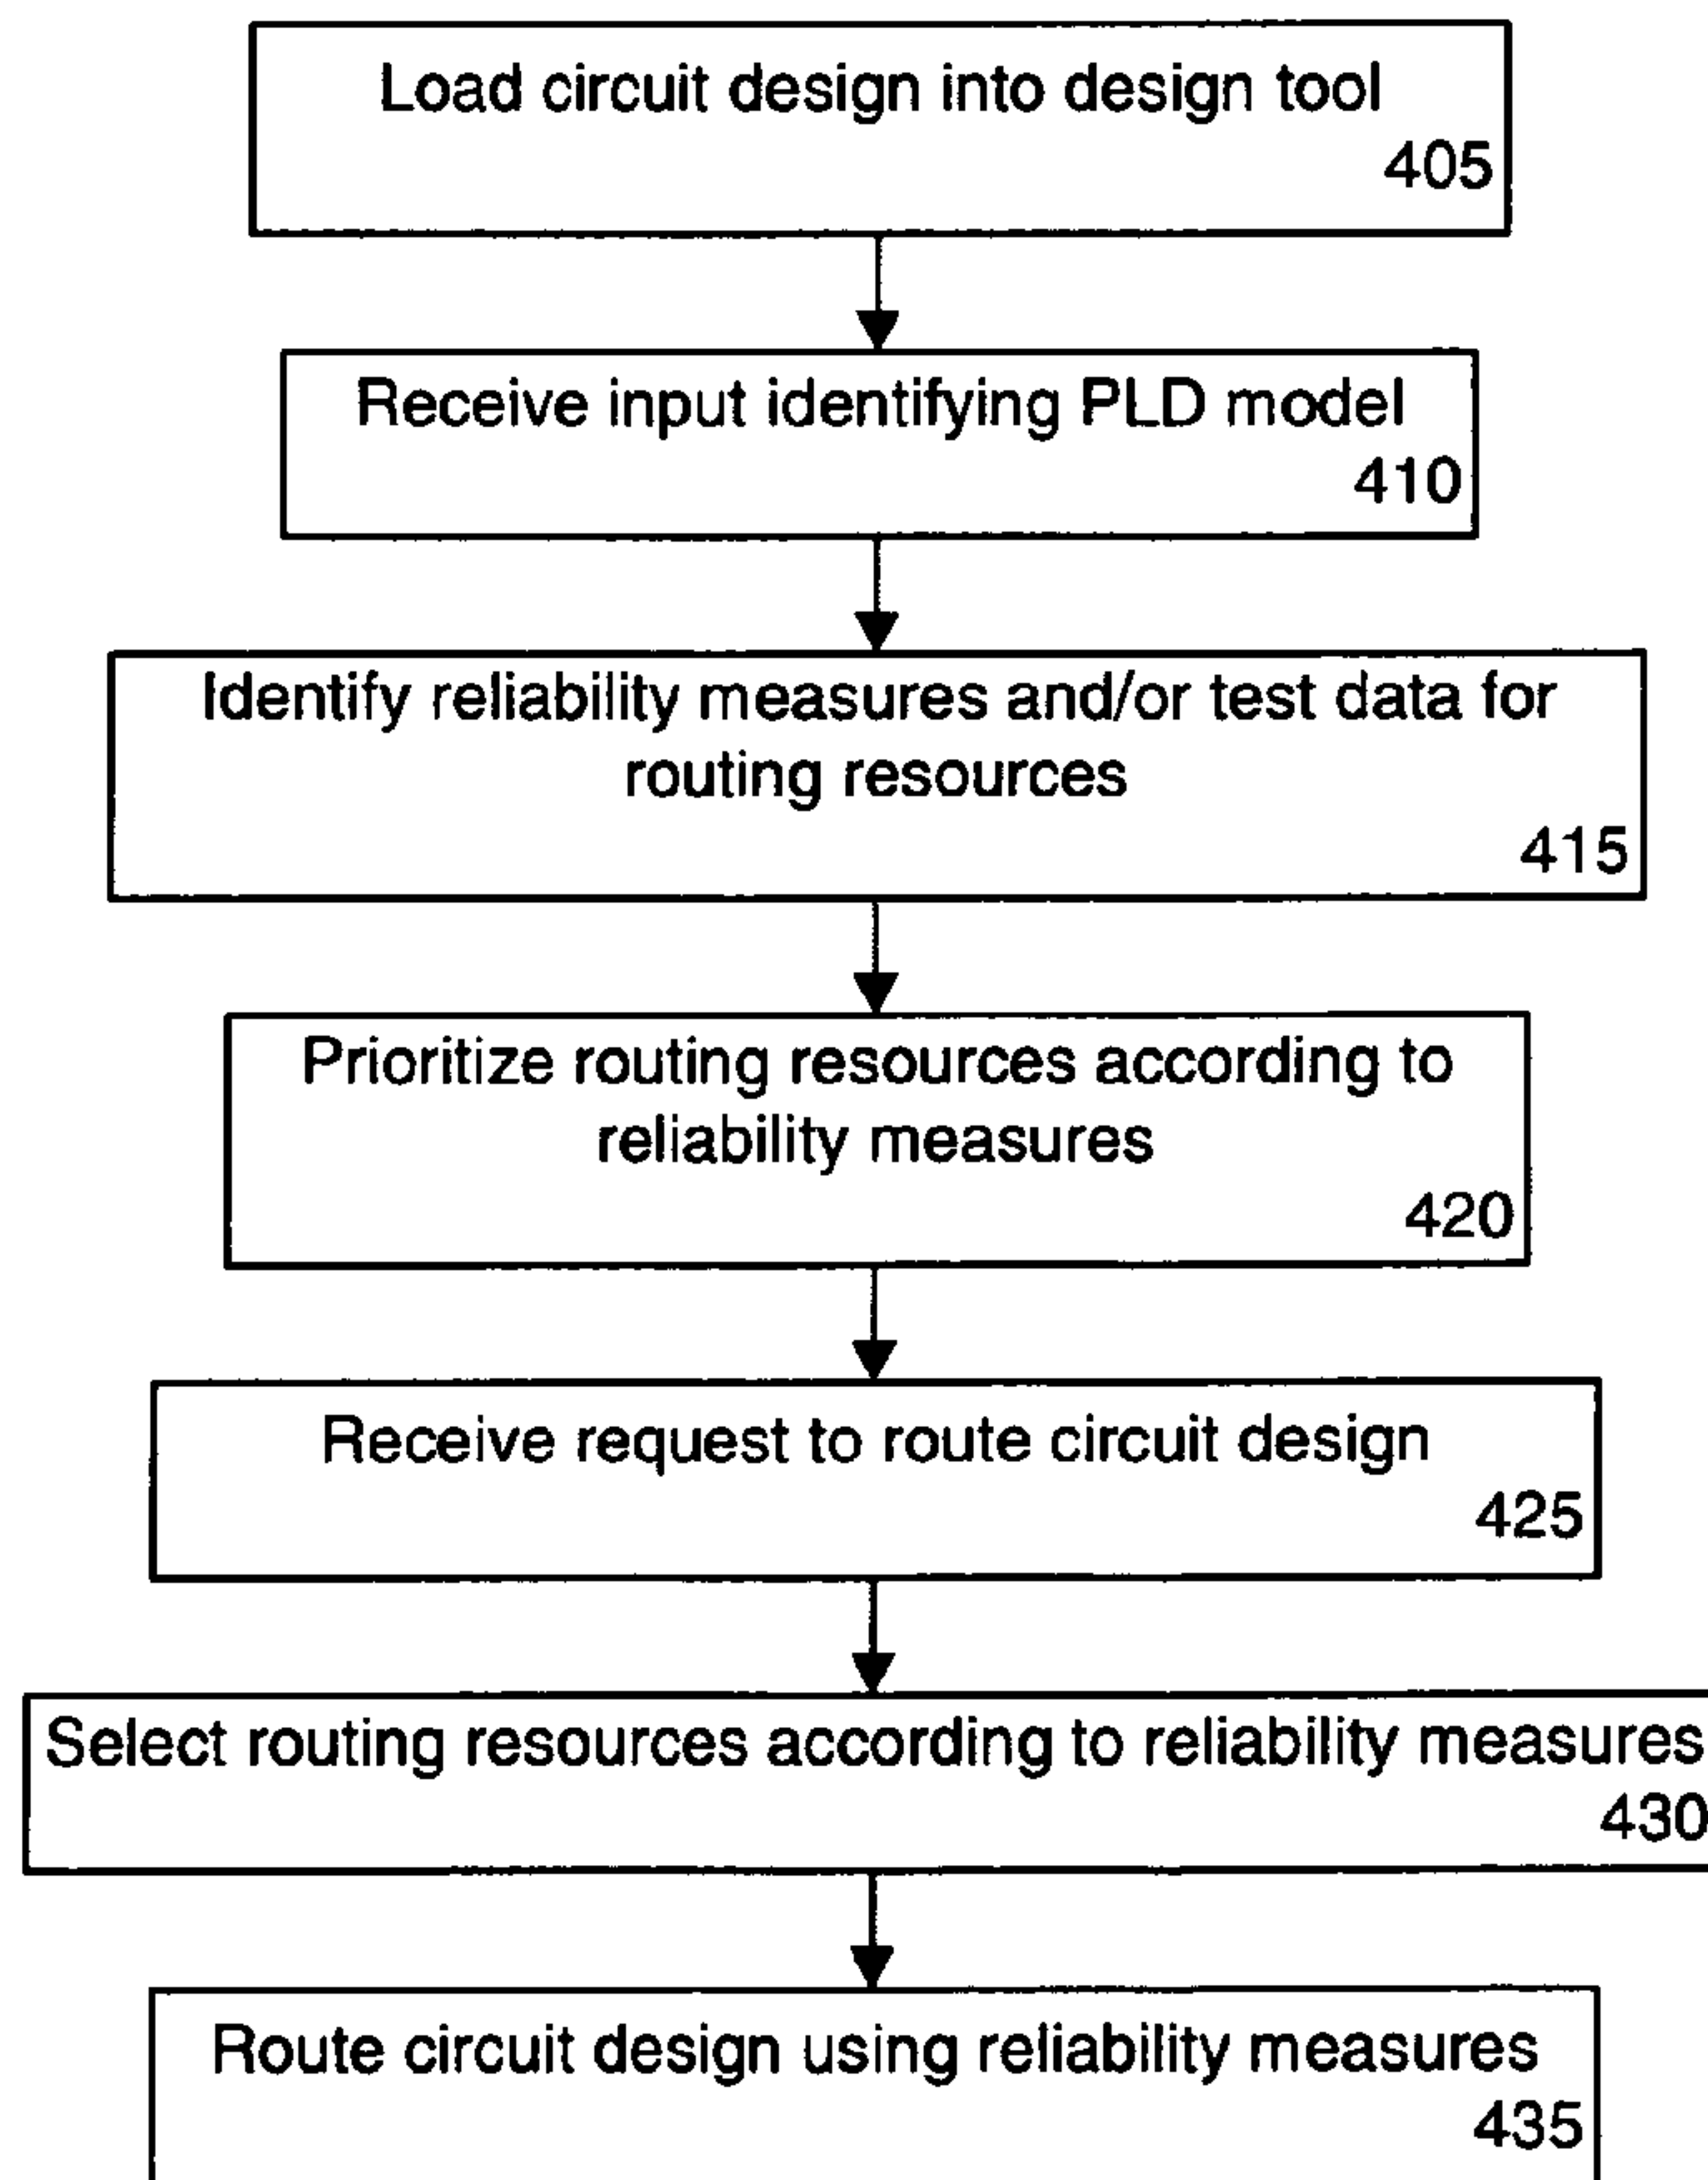 Load circuit design into design tool
405
Receive input identifying PLD model
410
Identify reliability measures and/or test data for
routing resources
415
Prioritize routing resources according to
reliability measures
420
Receive request to route circuit design
425
Select routing resources according to reliability measures
430
Route circuit design using reliability measures
435